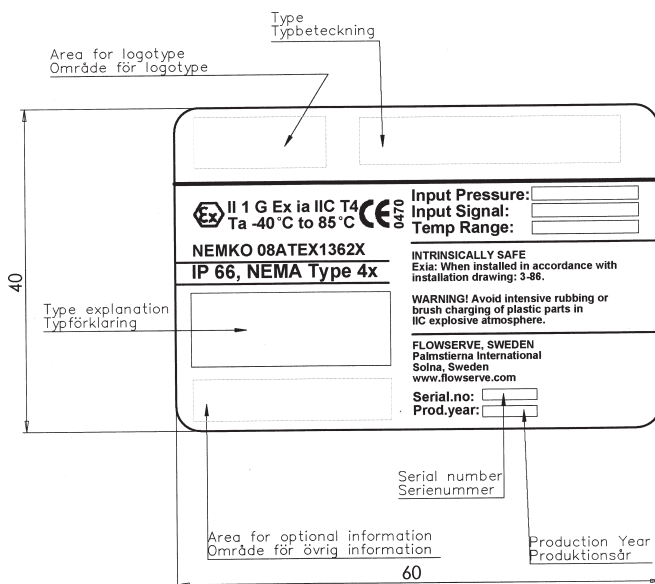 Type
Typbeteckning
Area for logotype
Område för logotype
40
Ex
II 1 G Ex ia IIC T4
Ta -40°C to 85°C
CE
0470
NEMKO 08ATEX1362X
IP 66, NEMA Type 4x
Input Pressure:
Input Signal:
Temp Range:
INTRINSICALLY SAFE
Exia: When installed in accordance with
installation drawing: 3-86.
WARNING! Avoid intensive rubbing or
brush charging of plastic parts in
IIC explosive atmosphere.
Type explanation
Typförklaring
FLOWSERVE, SWEDEN
Palmstierna International
Solna, Sweden
www.flowserve.com
Serial.no:
Prod.year:
Serial number
Serienummer
Area for optional information
Område för övrig information
Production Year
Produktionsår
60